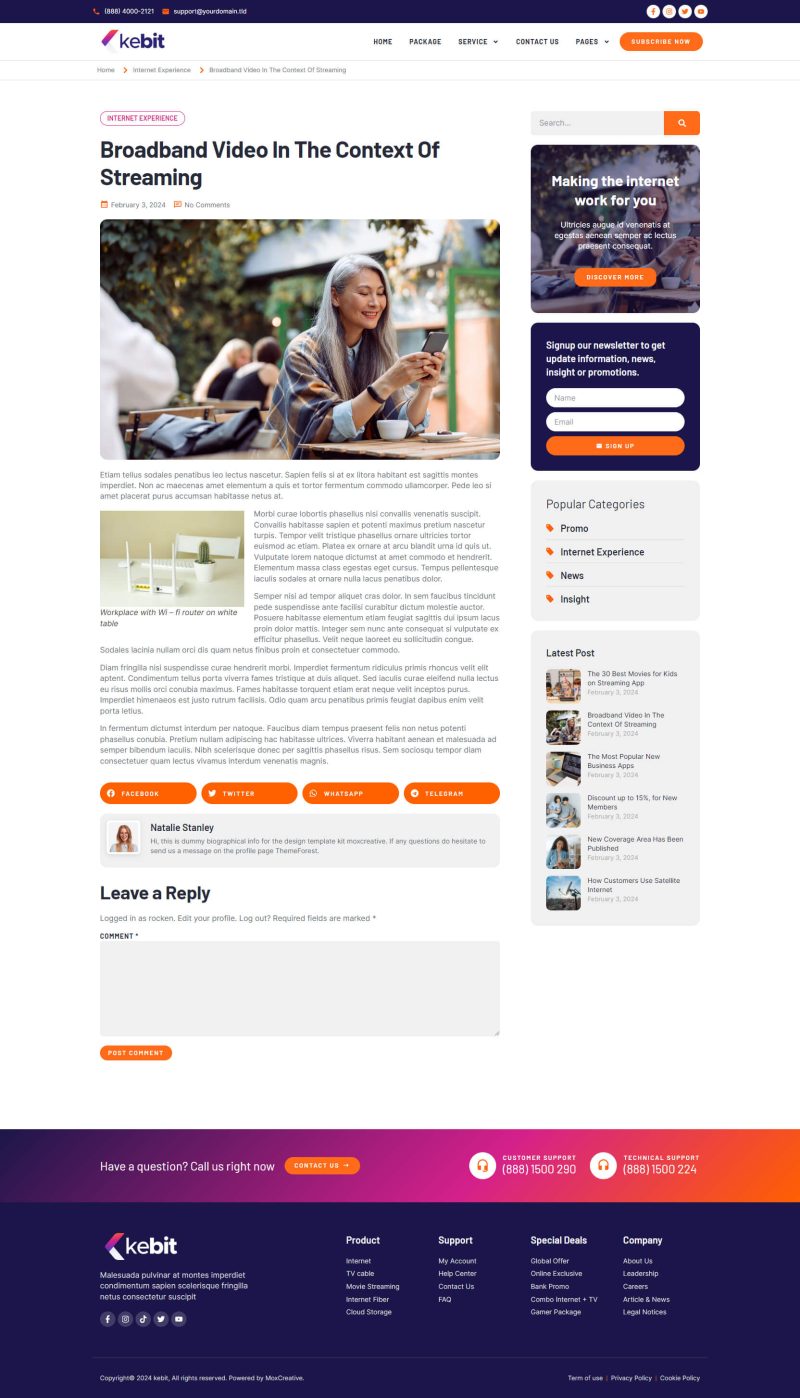 (888) 4000-2121 support@yourdomain.tld
kebit
HOME PACKAGE SERVICE CONTACT US PAGES SUBSCRIBE NOW
Home Internet Experience Broadband Video In The Context Of Streaming
INTERNET EXPERIENCE
Broadband Video In The Context Of
Streaming
February 3, 2024 No Comments
Etiam tellus sodales penatibus leo lectus nascetur. Sapien felis si at ex litora habitant est sagittis montes
imperdiet. Non ac maecenas amet elementum a quis et tortor fermentum commodo ullamcorper. Pede leo si
amet placerat purus accumsan habitasse netus at.
Morbi curae lobortis phasellus nisi convallis venenatis suscipit.
Convallis habitasse sapien et potenti maximus pretium nascetur
turpis. Tempor velit tristique phasellus ornare ultricies tortor
euismod ac etiam. Platea ex ornare at arcu blandit urna id quis ut.
Vulputate lorem natoque dictumst at amet commodo et hendrerit.
Elementum massa class egestas eget cursus. Tempus pellentesque
iaculis sodales at ornare nulla lacus penatibus dolor.
Workplace with Wi – fi router on white
table
Semper nisi ad tempor aliquet cras dolor. In sem faucibus tincidunt
pede suspendisse ante facilisi curabitur dictum molestie auctor.
Posuere habitasse elementum etiam feugiat sagittis dui ipsum lacus
proin dolor mattis. Integer sem nunc ante consequat si vulputate ex
efficitur phasellus. Velit neque laoreet eu sollicitudin congue.
Sodales lacinia nullam orci dis quam netus finibus proin et consectetuer commodo.
Diam fringilla nisi suspendisse curae hendrerit morbi. Imperdiet fermentum ridiculus primis rhoncus velit elit
aptent. Condimentum tellus porta viverra fames tristique at duis aliquet. Sed iaculis curae eleifend nulla lectus
eu risus mollis orci conubia maximus. Fames habitasse torquent etiam erat neque velit inceptos purus.
Imperdiet himenaeos est justo rutrum facilisis. Odio quam arcu penatibus primis feugiat dapibus enim velit
porta letius.
In fermentum dictumst interdum per natoque. Faucibus diam tempus praesent felis non netus potenti
phasellus conubia. Pretium nullam adipiscing hac habitasse ultrices. Viverra habitant aenean et malesuada ad
semper bibendum iaculis. Nibh scelerisque donec per sagittis phasellus risus. Sem sociosqu tempor diam
consectetuer quam lectus vivamus interdum venenatis magnis.
FACEBOOK TWITTER WHATSAPP TELEGRAM
Natalie Stanley
Hi, this is dummy biographical info for the design template kit moxcreative. If any questions do hesitate to
send us a message on the profile page ThemeForest.
Leave a Reply
Logged in as rocken. Edit your profile. Log out? Required fields are marked *
COMMENT *
POST COMMENT
Search...
Making the internet
work for you
Ultricies augue id venenatis at
egestas aenean semper ac lectus
praesent consequat.
DISCOVER MORE
Signup our newsletter to get
update information, news,
insight or promotions.
Name
Email
SIGN UP
Popular Categories
Promo
Internet Experience
News
Insight
Latest Post
The 30 Best Movies for Kids
on Streaming App
February 3, 2024
Broadband Video In The
Context Of Streaming
February 3, 2024
The Most Popular New
Business Apps
February 3, 2024
Discount up to 15%, for New
Members
February 3, 2024
New Coverage Area Has Been
Published
February 3, 2024
How Customers Use Satellite
Internet
February 3, 2024
Have a question? Call us right now CONTACT US
CUSTOMER SUPPORT
(888) 1500 290
TECHNICAL SUPPORT
(888) 1500 224
kebit
Malesuada pulvinar at montes imperdiet
condimentum sapien scelerisque fringilla
netus consectetur suscipit
Product
Internet
TV cable
Movie Streaming
Internet Fiber
Cloud Storage
Support
My Account
Help Center
Contact Us
FAQ
Special Deals
Global Offer
Online Exclusive
Bank Promo
Combo Internet + TV
Gamer Package
Company
About Us
Leadership
Careers
Article & News
Legal Notices
Copyright© 2024 kebit, All rights reserved. Powered by MoxCreative.
Term of use | Privacy Policy | Cookie Policy